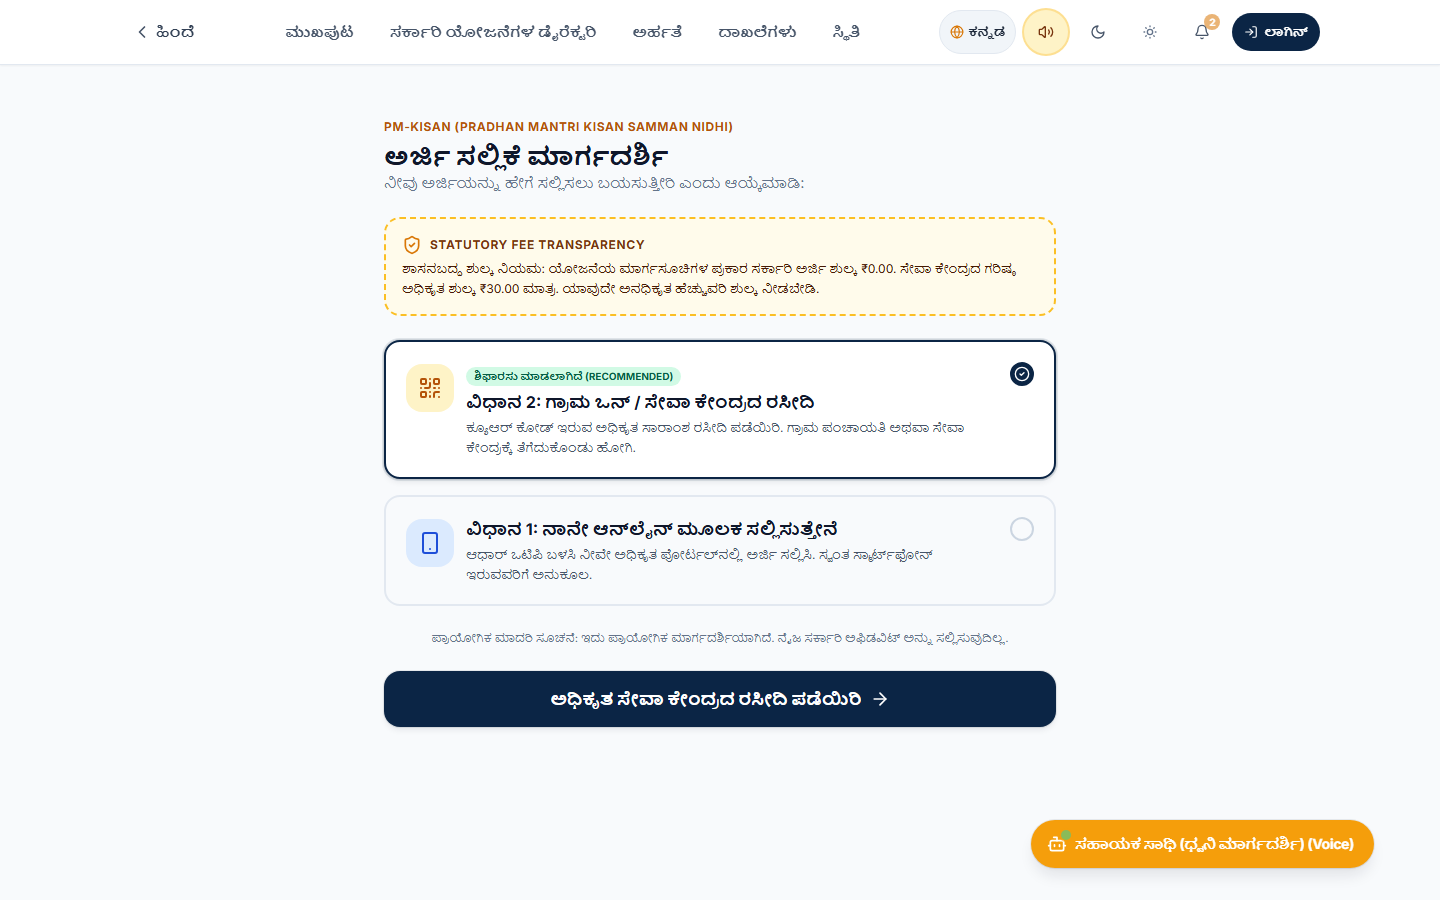 ಹಿಂದೆ
ಮುಖಪುಟ
ಸರ್ಕಾರಿ ಯೋಜನೆಗಳ ಡೈರೆಕ್ಟರಿ
ಅರ್ಹತೆ
ದಾಖಲೆಗಳು
ಸ್ಥಿತಿ
ಕನ್ನಡ
2
ಲಾಗಿನ್
PM-KISAN (PRADHAN MANTRI KISAN SAMMAN NIDHI)
ಅರ್ಜಿ ಸಲ್ಲಿಕೆ ಮಾರ್ಗದರ್ಶಿ
ನೀವು ಅರ್ಜಿಯನ್ನು ಹೇಗೆ ಸಲ್ಲಿಸಲು ಬಯಸುತ್ತೀರಿ ಎಂದು ಆಯ್ಕೆಮಾಡಿ:
STATUTORY FEE TRANSPARENCY
ಶಾಸನಬದ್ಧ ಶುಲ್ಕ ನಿಯಮ: ಯೋಜನೆಯ ಮಾರ್ಗಸೂಚಿಗಳ ಪ್ರಕಾರ ಸರ್ಕಾರಿ ಅರ್ಜಿ ಶುಲ್ಕ ₹0.00. ಸೇವಾ ಕೇಂದ್ರದ ಗರಿಷ್ಠ
ಅಧಿಕೃತ ಶುಲ್ಕ ₹30.00 ಮಾತ್ರ. ಯಾವುದೇ ಅನಧಿಕೃತ ಹೆಚ್ಚುವರಿ ಶುಲ್ಕ ನೀಡಬೇಡಿ.
ಶಿಫಾರಸು ಮಾಡಲಾಗಿದೆ (RECOMMENDED)
ವಿಧಾನ 2: ಗ್ರಾಮ ಒನ್ / ಸೇವಾ ಕೇಂದ್ರದ ರಸೀದಿ
ಕ್ಯೂಆರ್ ಕೋಡ್ ಇರುವ ಅಧಿಕೃತ ಸಾರಾಂಶ ರಸೀದಿ ಪಡೆಯಿರಿ. ಗ್ರಾಮ ಪಂಚಾಯತಿ ಅಥವಾ ಸೇವಾ
ಕೇಂದ್ರಕ್ಕೆ ತೆಗೆದುಕೊಂಡು ಹೋಗಿ.
ವಿಧಾನ 1: ನಾನೇ ಆನ್‌ಲೈನ್ ಮೂಲಕ ಸಲ್ಲಿಸುತ್ತೇನೆ
ಆಧಾರ್ ಒಟಿಪಿ ಬಳಸಿ ನೀವೇ ಅಧಿಕೃತ ಪೋರ್ಟಲ್‌ನಲ್ಲಿ ಅರ್ಜಿ ಸಲ್ಲಿಸಿ. ಸ್ವಂತ ಸ್ಮಾರ್ಟ್‌ಫೋನ್
ಇರುವವರಿಗೆ ಅನುಕೂಲ.
ಪ್ರಾಯೋಗಿಕ ಮಾದರಿ ಸೂಚನೆ: ಇದು ಪ್ರಾಯೋಗಿಕ ಮಾರ್ಗದರ್ಶಿಯಾಗಿದೆ. ನೈಜ ಸರ್ಕಾರಿ ಅಫಿಡವಿಟ್ ಅನ್ನು ಸಲ್ಲಿಸುವುದಿಲ್ಲ.
ಅಧಿಕೃತ ಸೇವಾ ಕೇಂದ್ರದ ರಸೀದಿ ಪಡೆಯಿರಿ
ಸಹಾಯಕ ಸಾಥಿ (ಧ್ವನಿ ಮಾರ್ಗದರ್ಶಿ) (Voice)